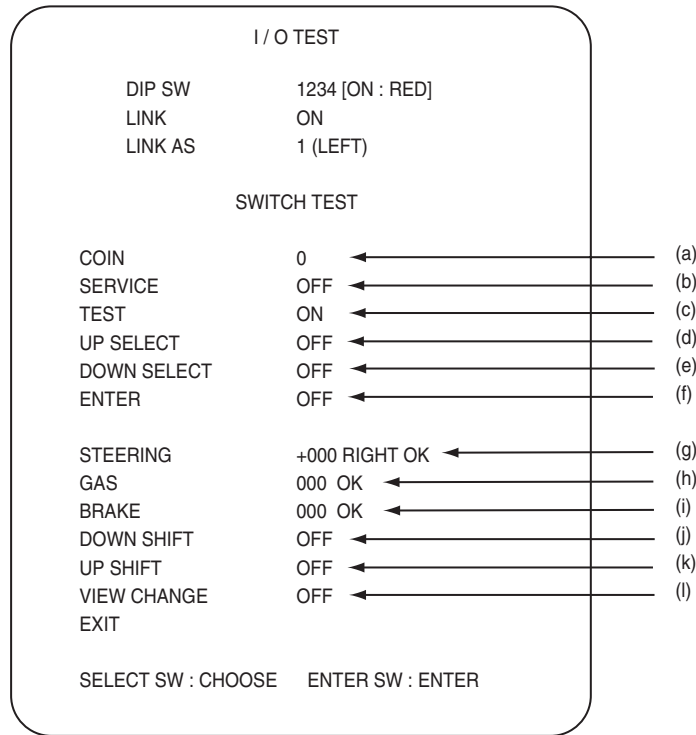 I / O TEST
DIP SW 1234 [ON : RED]
LINK ON
LINK AS 1 (LEFT)
SWITCH TEST
COIN 0 (a)
SERVICE OFF (b)
TEST ON (c)
UP SELECT OFF (d)
DOWN SELECT OFF (e)
ENTER OFF (f)
STEERING +000 RIGHT OK (g)
GAS 000 OK (h)
BRAKE 000 OK (i)
DOWN SHIFT OFF (j)
UP SHIFT OFF (k)
VIEW CHANGE OFF (l)
EXIT
SELECT SW : CHOOSE ENTER SW : ENTER